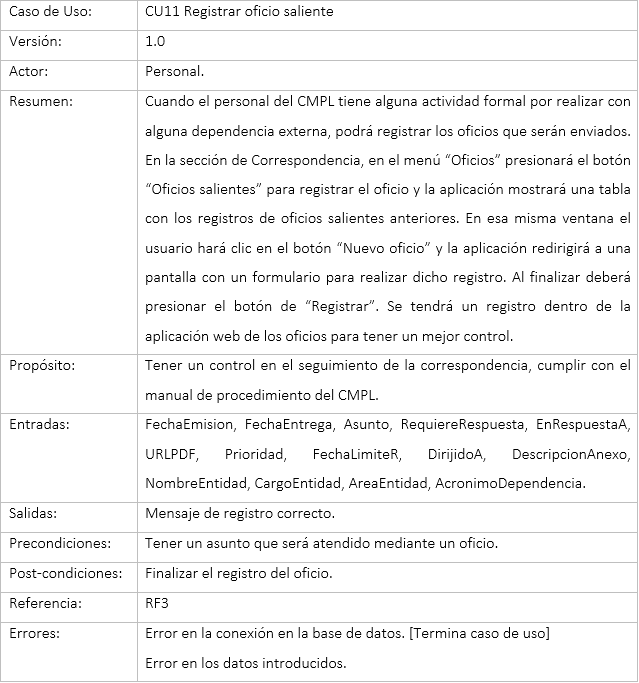 Caso de Uso: CU11 Registrar oficio saliente
Versión: 1.0
Actor: Personal.
Resumen: Cuando el personal del CMPL tiene alguna actividad formal por realizar con
alguna dependencia externa, podrá registrar los oficios que serán enviados.
En la sección de Correspondencia, en el menú “Oficios” presionará el botón
“Oficios salientes” para registrar el oficio y la aplicación mostrará una tabla
con los registros de oficios salientes anteriores. En esa misma ventana el
usuario hará clic en el botón “Nuevo oficio” y la aplicación redirigirá a una
pantalla con un formulario para realizar dicho registro. Al finalizar deberá
presionar el botón de “Registrar”. Se tendrá un registro dentro de la
aplicación web de los oficios para tener un mejor control.
Propósito: Tener un control en el seguimiento de la correspondencia, cumplir con el
manual de procedimiento del CMPL.
Entradas: FechaEmision, FechaEntrega, Asunto, RequiereRespuesta, EnRespuestaA,
URLPDF, Prioridad, FechaLimiteR, DirijidoA, DescripcionAnexo,
NombreEntidad, CargoEntidad, AreaEntidad, AcronimoDependencia.
Salidas: Mensaje de registro correcto.
Precondiciones: Tener un asunto que será atendido mediante un oficio.
Post-condiciones: Finalizar el registro del oficio.
Referencia: RF3
Errores: Error en la conexión en la base de datos. [Termina caso de uso]
Error en los datos introducidos.